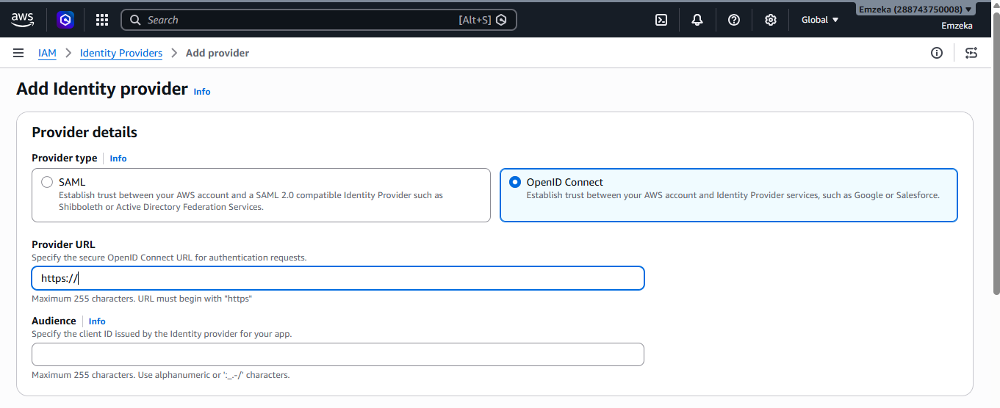 aws
Search [Alt+S]
Global ▼
Emzeka (288743750008) ▼
Emzeka
IAM > Identity Providers > Add provider
Add Identity provider Info
Provider details
Provider type Info
SAML
Establish trust between your AWS account and a SAML 2.0 compatible Identity Provider such as
Shibboleth or Active Directory Federation Services.
OpenID Connect
Establish trust between your AWS account and Identity Provider services, such as Google or Salesforce.
Provider URL
Specify the secure OpenID Connect URL for authentication requests.
https://
Maximum 255 characters. URL must begin with "https"
Audience Info
Specify the client ID issued by the Identity provider for your app.
Maximum 255 characters. Use alphanumeric or ':_.-/' characters.